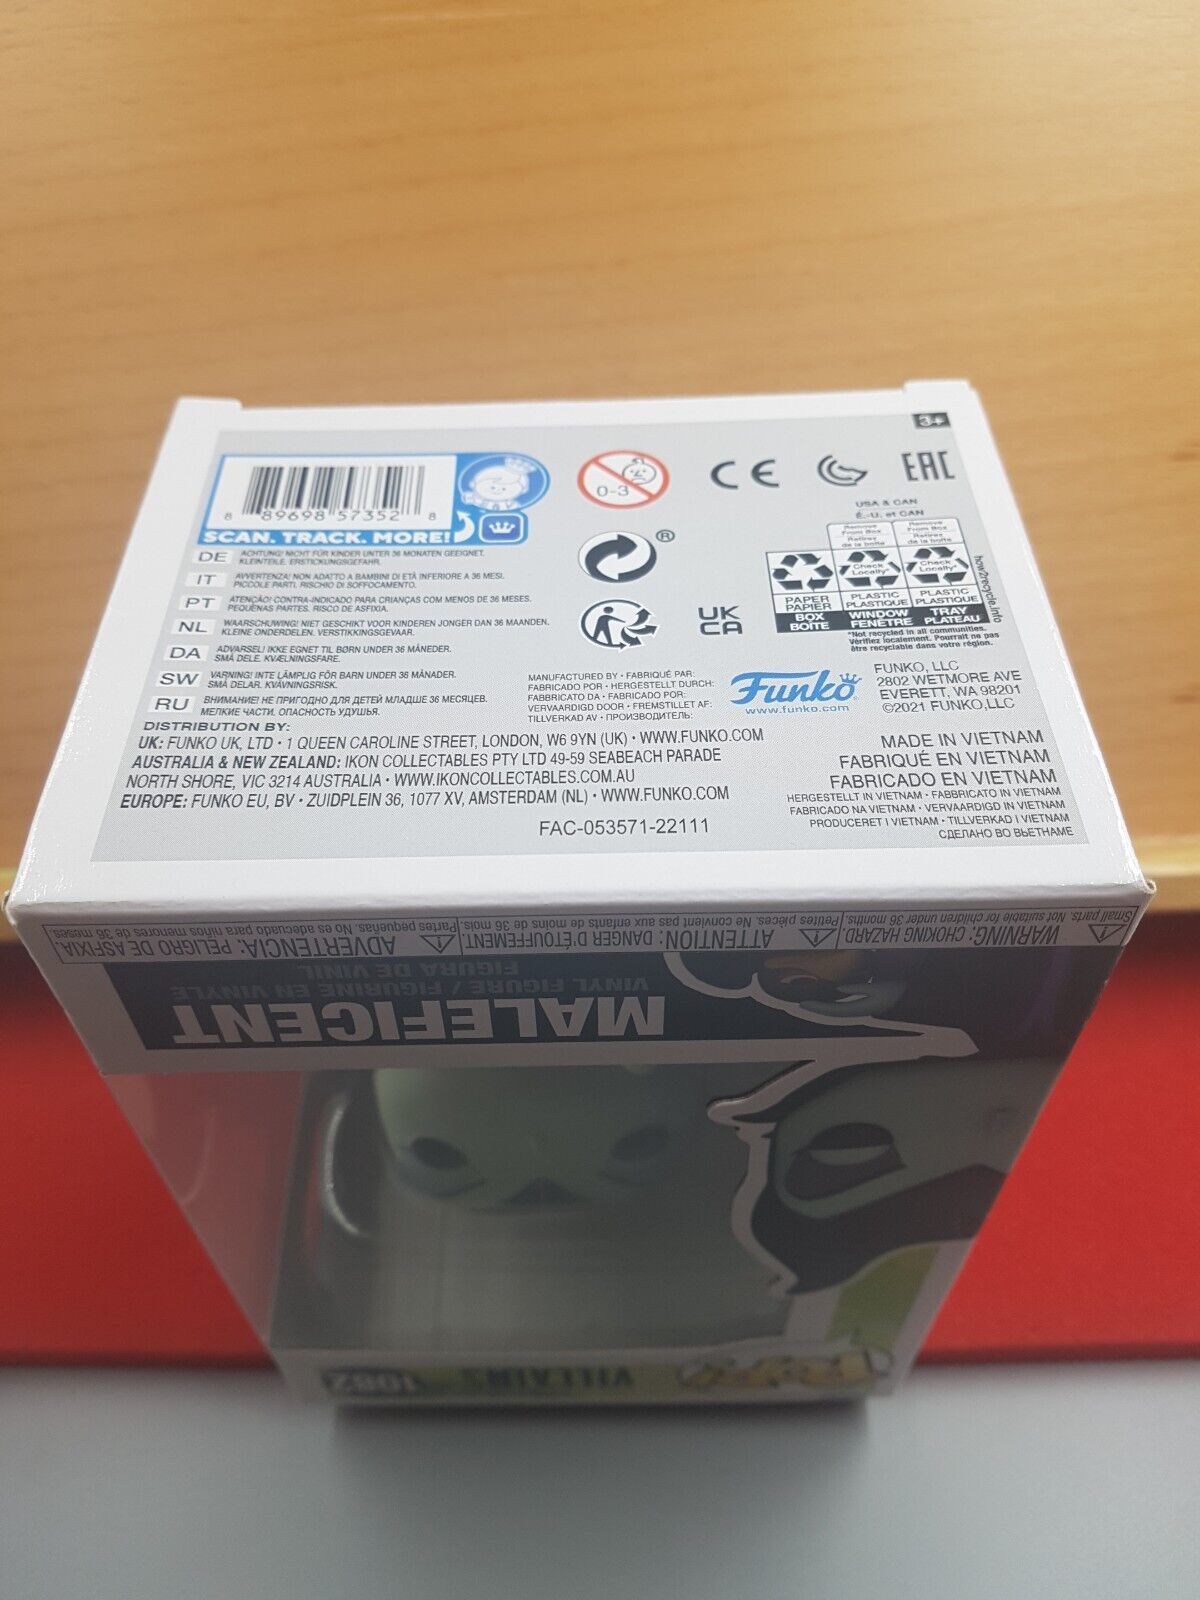 3+
8 89698 57352 8
SCAN. TRACK. MORE!
0-3
CE
EAC
®
UK
CA
USA & CAN
É.-U. et CAN
Remove
From Box
Retirez
de la boîte
Remove
From Box
Retirez
de la boîte
Check
Locally*
Check
Locally*
PAPER
PAPIER
BOX
BOÎTE
PLASTIC
PLASTIQUE
WINDOW
FENÊTRE
PLASTIC
PLASTIQUE
TRAY
PLATEAU
how2recycle.info
*Not recycled in all communities.
Vérifiez localement. Pourrait ne pas
être recyclable dans votre région.
DE ACHTUNG! NICHT FÜR KINDER UNTER 36 MONATEN GEEIGNET.
KLEINTEILE. ERSTICKUNGSGEFAHR.
IT AVVERTENZA! NON ADATTO A BAMBINI DI ETÀ INFERIORE A 36 MESI.
PICCOLE PARTI. RISCHIO DI SOFFOCAMENTO.
PT ATENÇÃO! CONTRA-INDICADO PARA CRIANÇAS COM MENOS DE 36 MESES.
PEQUENAS PARTES. RISCO DE ASFIXIA.
NL WAARSCHUWING! NIET GESCHIKT VOOR KINDEREN JONGER DAN 36 MAANDEN.
KLEINE ONDERDELEN. VERSTIKKINGSGEVAAR.
DA ADVARSEL! IKKE EGNET TIL BØRN UNDER 36 MÅNEDER.
SMÅ DELE. KVÆLNINGSFARE.
SW VARNING! INTE LÄMPLIG FÖR BARN UNDER 36 MÅNADER.
SMÅ DELAR. KVÄVNINGSRISK.
RU ВНИМАНИЕ! НЕ ПРИГОДНО ДЛЯ ДЕТЕЙ МЛАДШЕ 36 МЕСЯЦЕВ.
МЕЛКИЕ ЧАСТИ. ОПАСНОСТЬ УДУШЬЯ.
MANUFACTURED BY • FABRIQUÉ PAR:
FABRICADO POR • HERGESTELLT DURCH:
FABBRICATO DA • FABRICADO POR:
VERVAARDIGD DOOR • FREMSTILLET AF:
TILLVERKAD AV • ПРОИЗВОДИТЕЛЬ:
Funko
www.funko.com
FUNKO, LLC
2802 WETMORE AVE
EVERETT, WA 98201
©2021 FUNKO, LLC
DISTRIBUTION BY:
UK: FUNKO UK, LTD • 1 QUEEN CAROLINE STREET, LONDON, W6 9YN (UK) • WWW.FUNKO.COM
AUSTRALIA & NEW ZEALAND: IKON COLLECTABLES PTY LTD 49-59 SEABEACH PARADE
NORTH SHORE, VIC 3214 AUSTRALIA • WWW.IKONCOLLECTABLES.COM.AU
EUROPE: FUNKO EU, BV • ZUIDPLEIN 36, 1077 XV, AMSTERDAM (NL) • WWW.FUNKO.COM
FAC-053571-22111
MADE IN VIETNAM
FABRIQUÉ EN VIETNAM
FABRICADO EN VIETNAM
HERGESTELLT IN VIETNAM • FABBRICATO IN VIETNAM
FABRICADO NA VIETNAM • VERVAARDIGD IN VIETNAM
PRODUCERET I VIETNAM • TILLVERKAD I VIETNAM
СДЕЛАНО ВО ВЬЕТНАМЕ
WARNING: CHOKING HAZARD.
Small parts. Not suitable for children under 36 months.
ATTENTION: DANGER D'ÉTOUFFEMENT.
Petites pièces. Ne convient pas aux enfants de moins de 36 mois.
ADVERTENCIA: PELIGRO DE ASFIXIA.
Partes pequeñas. No es adecuado para niños menores de 36 meses
MALEFICENT
VINYL FIGURE / FIGURINE EN VINYLE
FIGURA DE VINIL
VILLAINS
1082